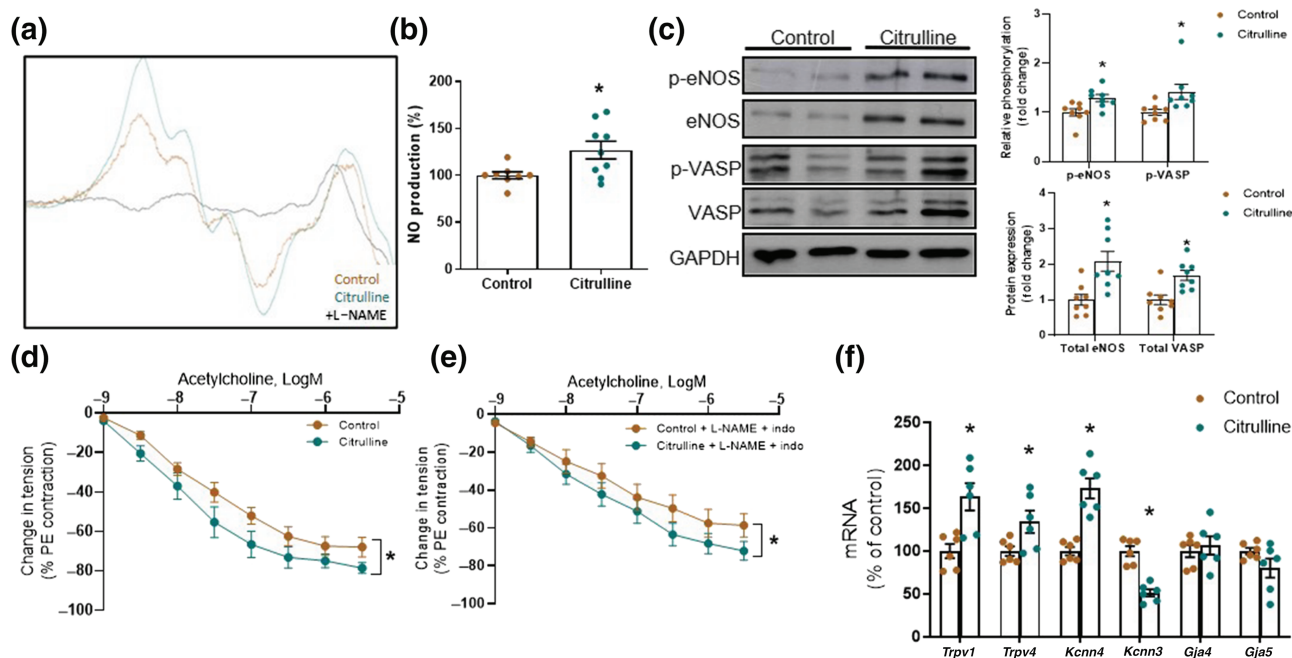 (a)
Control
Citrulline
+L−NAME
(b)
NO production (%)
200
150
100
50
0
*
Control
Citrulline
(c)
Control Citrulline
p-eNOS
eNOS
p-VASP
VASP
GAPDH
Relative phosphorylation
(fold change)
3
2
1
0
* *
Control
Citrulline
p-eNOS p-VASP
Protein expression
(fold change)
4
3
2
1
0
* *
Control
Citrulline
Total eNOS Total VASP
(d)
Acetylcholine, LogM
−9 −8 −7 −6 −5
0
−20
−40
−60
−80
−100
Change in tension
(% PE contraction)
Control
Citrulline
*
(e)
Acetylcholine, LogM
−9 −8 −7 −6 −5
0
−20
−40
−60
−80
−100
Change in tension
(% PE contraction)
Control + L−NAME + indo
Citrulline + L−NAME + indo
*
(f)
Control
Citrulline
mRNA
(% of control)
250
200
150
100
50
0
* * * *
Trpv1 Trpv4 Kcnn4 Kcnn3 Gja4 Gja5